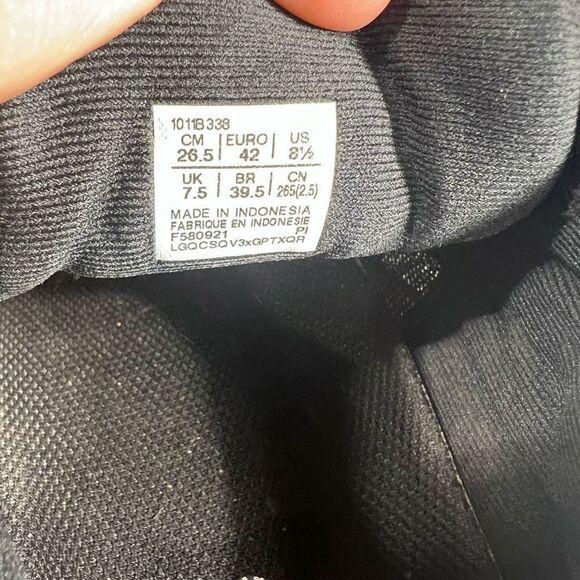 1011B338
CM | EURO | US
26.5 | 42 | 8½
UK | BR | CN
7.5 | 39.5 | 265(2.5)
MADE IN INDONESIA
FABRIQUE EN INDONESIE
F580921 PI
LGQCSQV3xGPTXQR